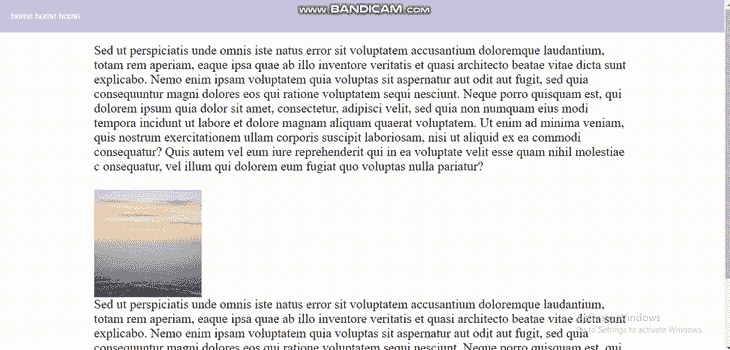 www.BANDICAM.com
home home home
Sed ut perspiciatis unde omnis iste natus error sit voluptatem accusantium doloremque laudantium,
totam rem aperiam, eaque ipsa quae ab illo inventore veritatis et quasi architecto beatae vitae dicta sunt
explicabo. Nemo enim ipsam voluptatem quia voluptas sit aspernatur aut odit aut fugit, sed quia
consequuntur magni dolores eos qui ratione voluptatem sequi nesciunt. Neque porro quisquam est, qui
dolorem ipsum quia dolor sit amet, consectetur, adipisci velit, sed quia non numquam eius modi
tempora incidunt ut labore et dolore magnam aliquam quaerat voluptatem. Ut enim ad minima veniam,
quis nostrum exercitationem ullam corporis suscipit laboriosam, nisi ut aliquid ex ea commodi
consequatur? Quis autem vel eum iure reprehenderit qui in ea voluptate velit esse quam nihil molestiae
c onsequatur, vel illum qui dolorem eum fugiat quo voluptas nulla pariatur?
Sed ut perspiciatis unde omnis iste natus error sit voluptatem accusantium doloremque laudantium,
totam rem aperiam, eaque ipsa quae ab illo inventore veritatis et quasi architecto beatae vitae dicta sunt
explicabo. Nemo enim ipsam voluptatem quia voluptas sit aspernatur aut odit aut fugit, sed quia
consequuntur magni dolores eos qui ratione voluptatem sequi nesciunt. Neque porro quisquam est, qui
Activate Windows
Go to Settings to activate Windows.